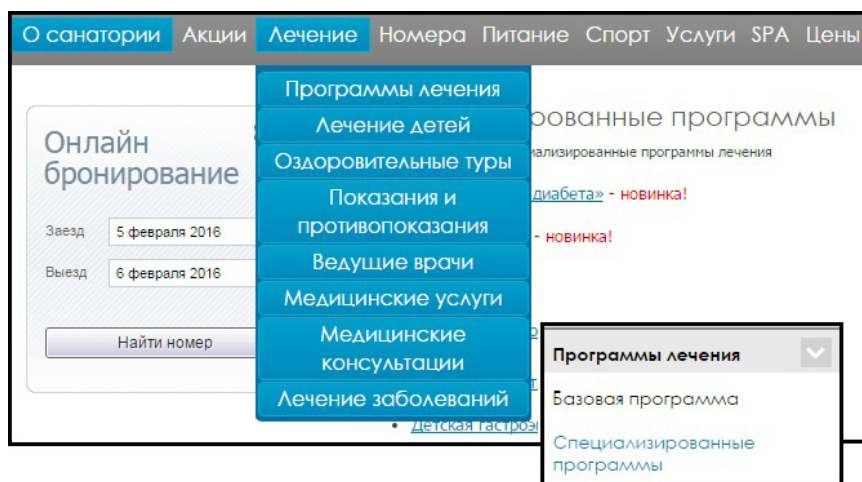 О санатории Акции Лечение Номера Питание Спорт Услуги SPA Цены
Программы лечения
Лечение детей
Оздоровительные туры
Показания и
противопоказания
Ведущие врачи
Медицинские услуги
Медицинские
консультации
Лечение заболеваний
Онлайн
бронирование
Заезд 5 февраля 2016
Выезд 6 февраля 2016
Найти номер
программы
программы лечения
диабета» - новинка!
- новинка!
Детская
Программы лечения
Базовая программа
Специализированные
программы